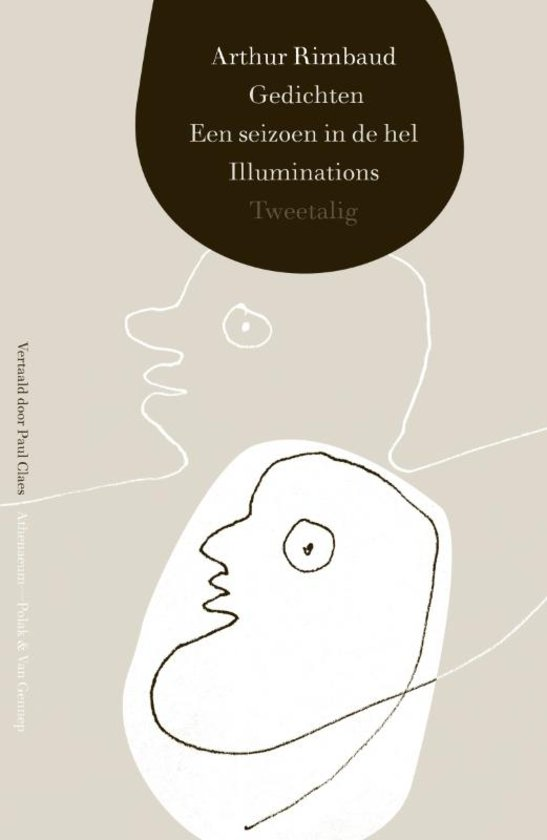 Arthur Rimbaud
Gedichten
Een seizoen in de hel
Illuminations
Tweetalig
Vertaald door Paul Claes Athenaeum—Polak & Van Gennep